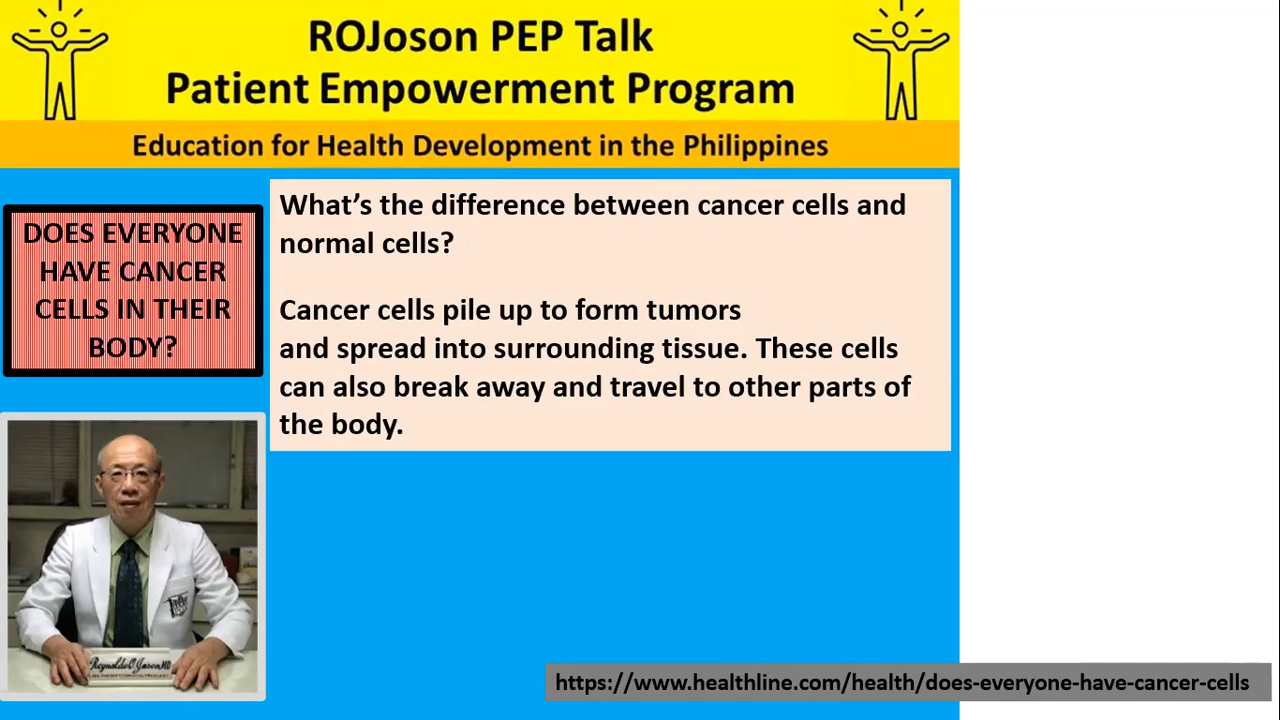 ROJoson PEP Talk
Patient Empowerment Program
Education for Health Development in the Philippines
DOES EVERYONE
HAVE CANCER
CELLS IN THEIR
BODY?
What’s the difference between cancer cells and
normal cells?
Cancer cells pile up to form tumors
and spread into surrounding tissue. These cells
can also break away and travel to other parts of
the body.
Reynaldo O. Joson, MD
https://www.healthline.com/health/does-everyone-have-cancer-cells